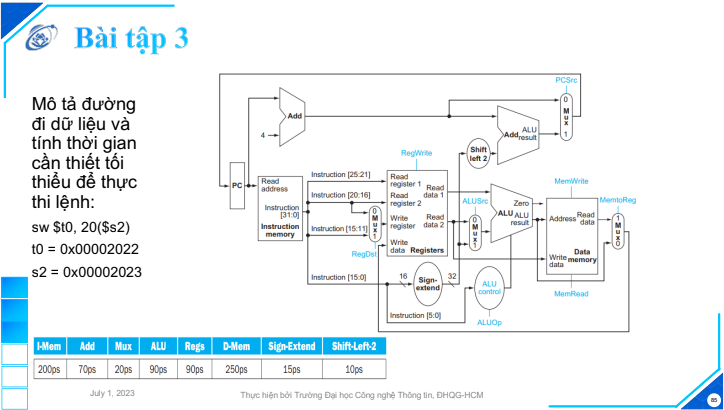 Bài tập 3
Mô tả đường
đi dữ liệu và
tính thời gian
cần thiết tối
thiểu để thực
thi lệnh:
sw $t0, 20($s2)
t0 = 0x00002022
s2 = 0x00002023
PCSrc
Add
4
Add
ALU
result
0
M
u
x
1
Shift
left 2
RegWrite
PC
Read
address
Instruction
[31:0]
Instruction
memory
Instruction [25:21]
Instruction [20:16]
Instruction [15:11]
0
M
u
x
1
RegDst
Read
register 1
Read
register 2
Write
register
Write
data
Read
data 1
Read
data 2
Registers
ALUSrc
0
M
u
x
1
Zero
ALU
ALU
result
MemWrite
Address
Read
data
Write
data
Data
memory
MemRead
MemtoReg
1
M
u
x
0
Instruction [15:0]
16
Sign-
extend
32
ALU
control
Instruction [5:0]
ALUOp
I-Mem Add Mux ALU Regs D-Mem Sign-Extend Shift-Left-2
200ps 70ps 20ps 90ps 90ps 250ps 15ps 10ps
July 1, 2023
Thực hiện bởi Trường Đại học Công nghệ Thông tin, ĐHQG-HCM
85